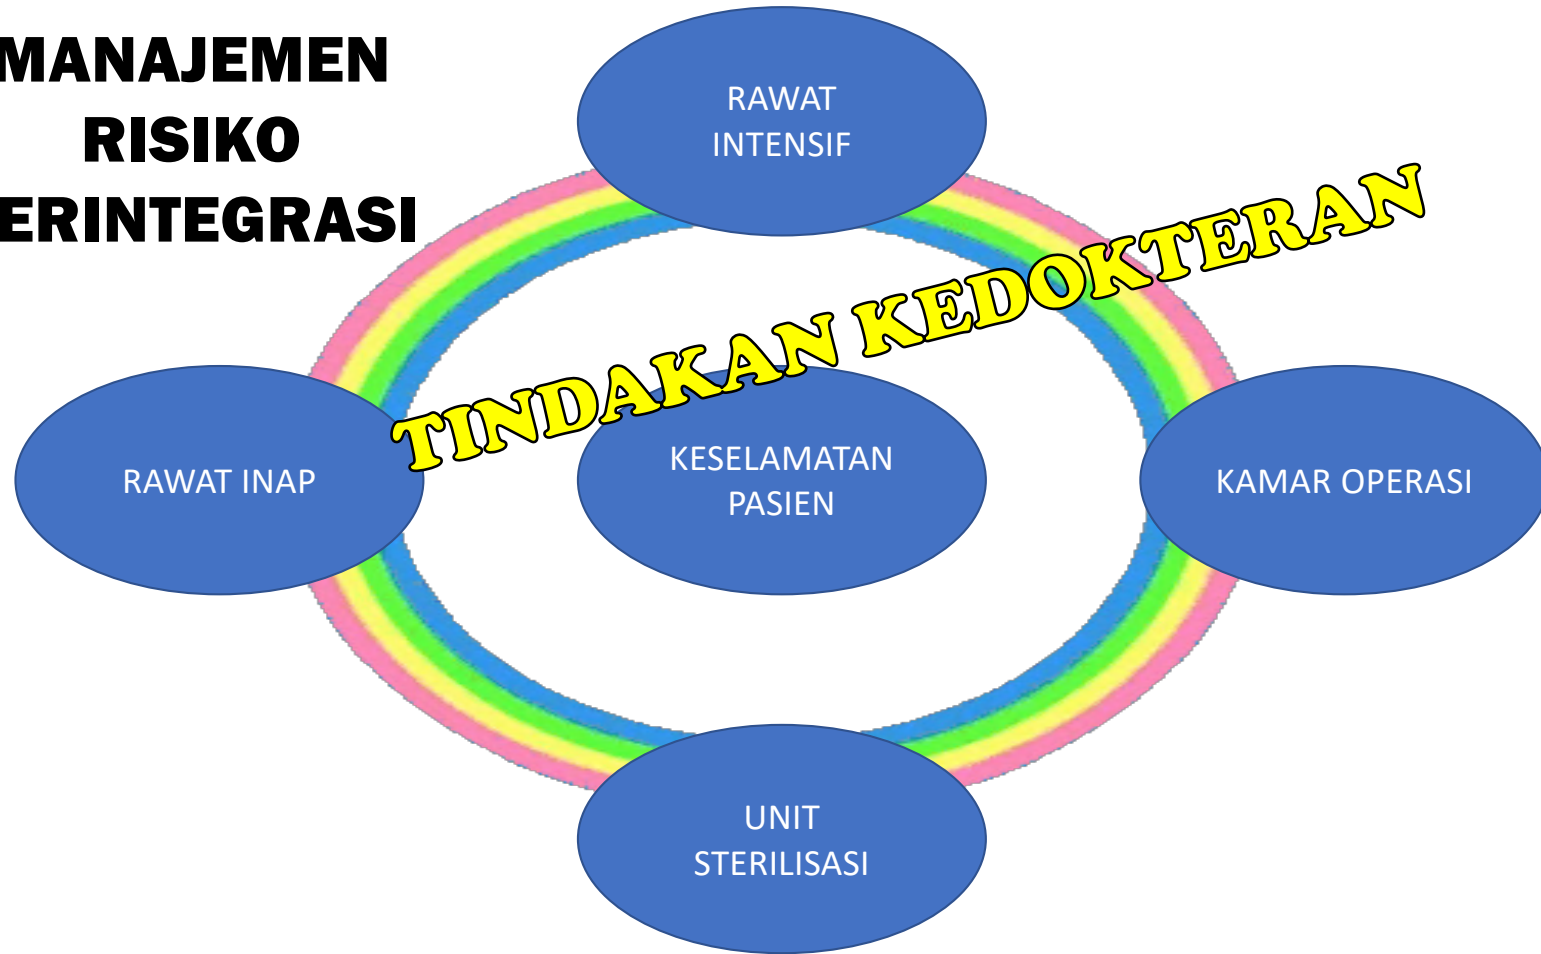 MANAJEMEN
RISIKO
ERINTEGRASI
RAWAT
INTENSIF
TINDAKAN KEDOKTERAN
RAWAT INAP
KESELAMATAN
PASIEN
KAMAR OPERASI
UNIT
STERILISASI